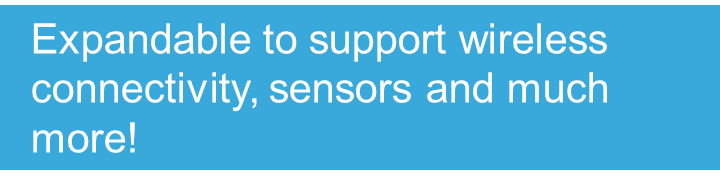 Expandable to support wireless
connectivity, sensors and much
more!